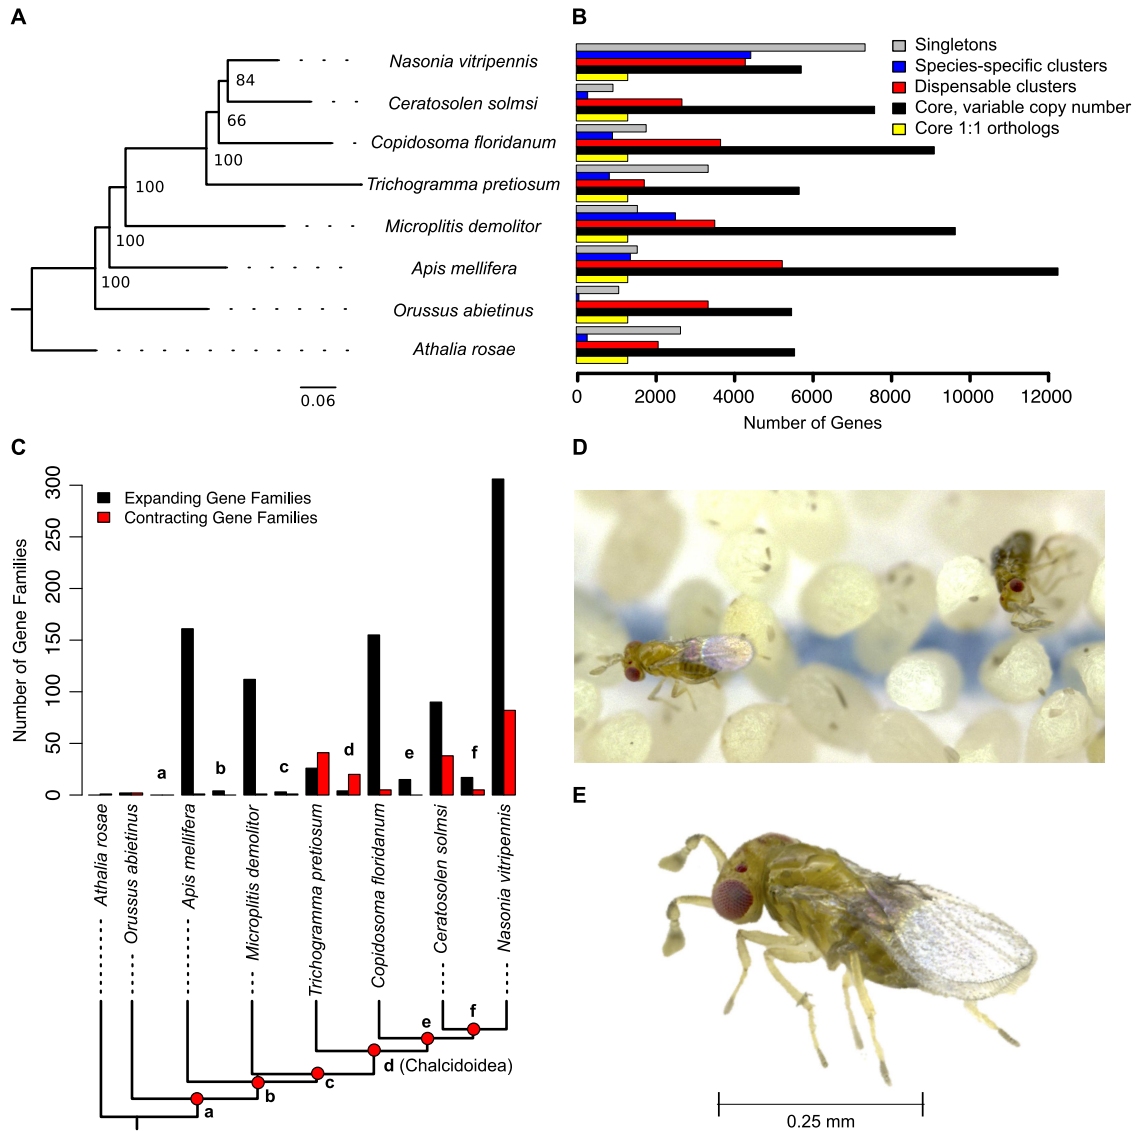 A
Nasonia vitripennis
84
Ceratosolen solmsi
66
Copidosoma floridanum
100
Trichogramma pretiosum
100
Microplitis demolitor
100
Apis mellifera
100
Orussus abietinus
Athalia rosae
0.06
B
Singletons
Species-specific clusters
Dispensable clusters
Core, variable copy number
Core 1:1 orthologs
0 2000 4000 6000 8000 10000 12000
Number of Genes
C
Number of Gene Families
300
250
200
150
100
50
0
Expanding Gene Families
Contracting Gene Families
a b c d e f
Athalia rosae
Orussus abietinus
Apis mellifera
Microplitis demolitor
Trichogramma pretiosum
Copidosoma floridanum
Ceratosolen solmsi
Nasonia vitripennis
f
e
d (Chalcidoidea)
c
b
a
D
E
0.25 mm